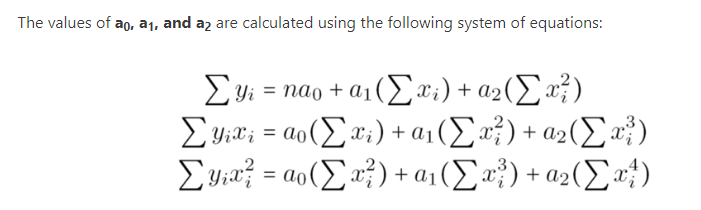 The values of a₀, a₁, and a₂ are calculated using the following system of equations:
∑ yᵢ = na₀ + a₁(∑ xᵢ) + a₂(∑ xᵢ²)
∑ yᵢxᵢ = a₀(∑ xᵢ) + a₁(∑ xᵢ²) + a₂(∑ xᵢ³)
∑ yᵢxᵢ² = a₀(∑ xᵢ²) + a₁(∑ xᵢ³) + a₂(∑ xᵢ⁴)